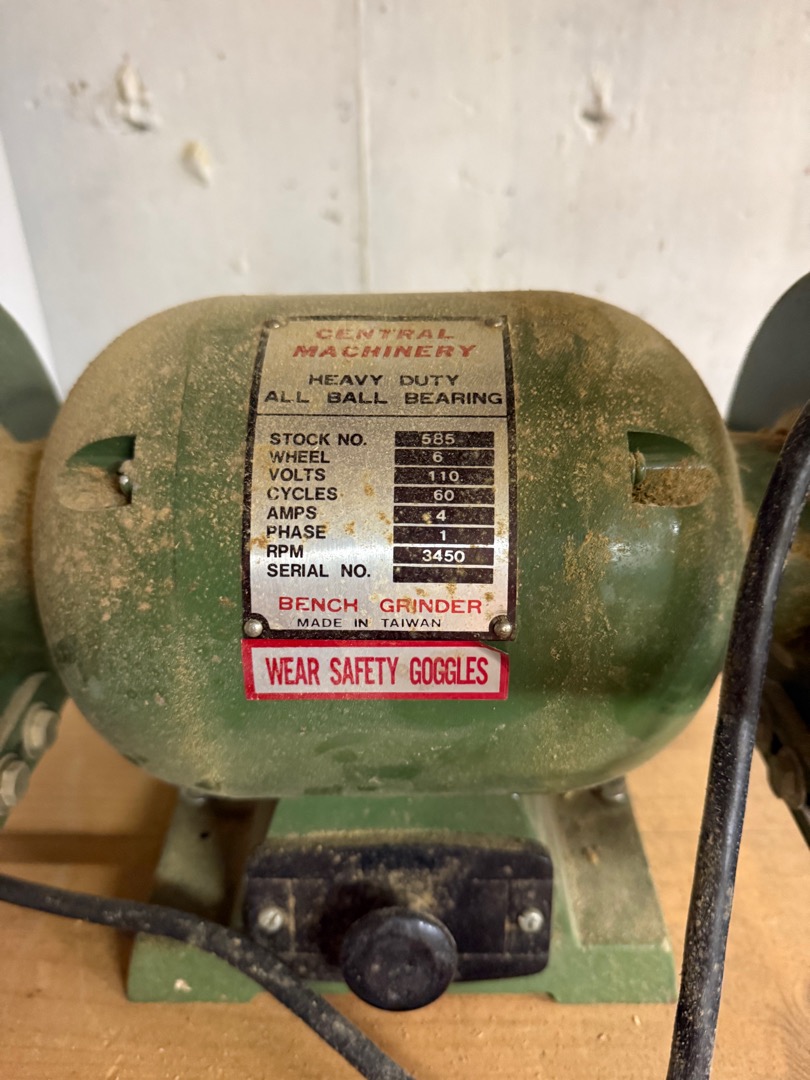 CENTRAL
MACHINERY
HEAVY DUTY
ALL BALL BEARING
STOCK NO. 585
WHEEL 6
VOLTS 110
CYCLES 60
AMPS 4
PHASE 1
RPM 3450
SERIAL NO.
BENCH GRINDER
MADE IN TAIWAN
WEAR SAFETY GOGGLES